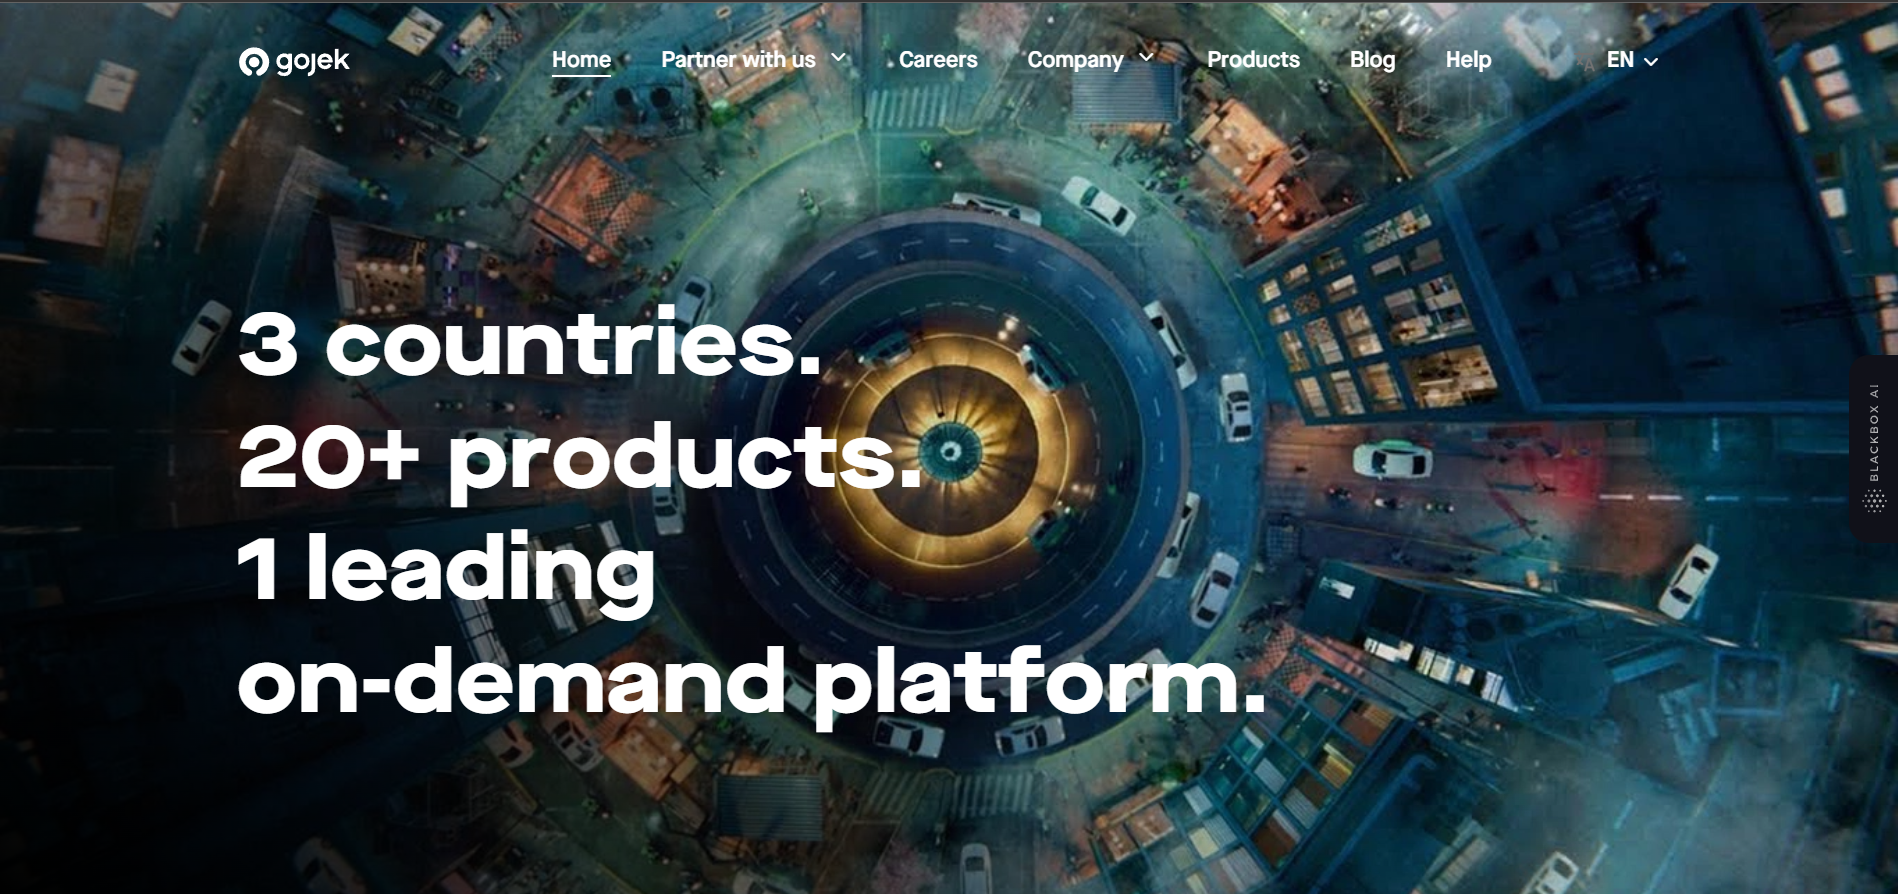 gojek
Home Partner with us Careers Company Products Blog Help EN
3 countries.
20+ products.
1 leading
on-demand platform.
BLACKBOX AI